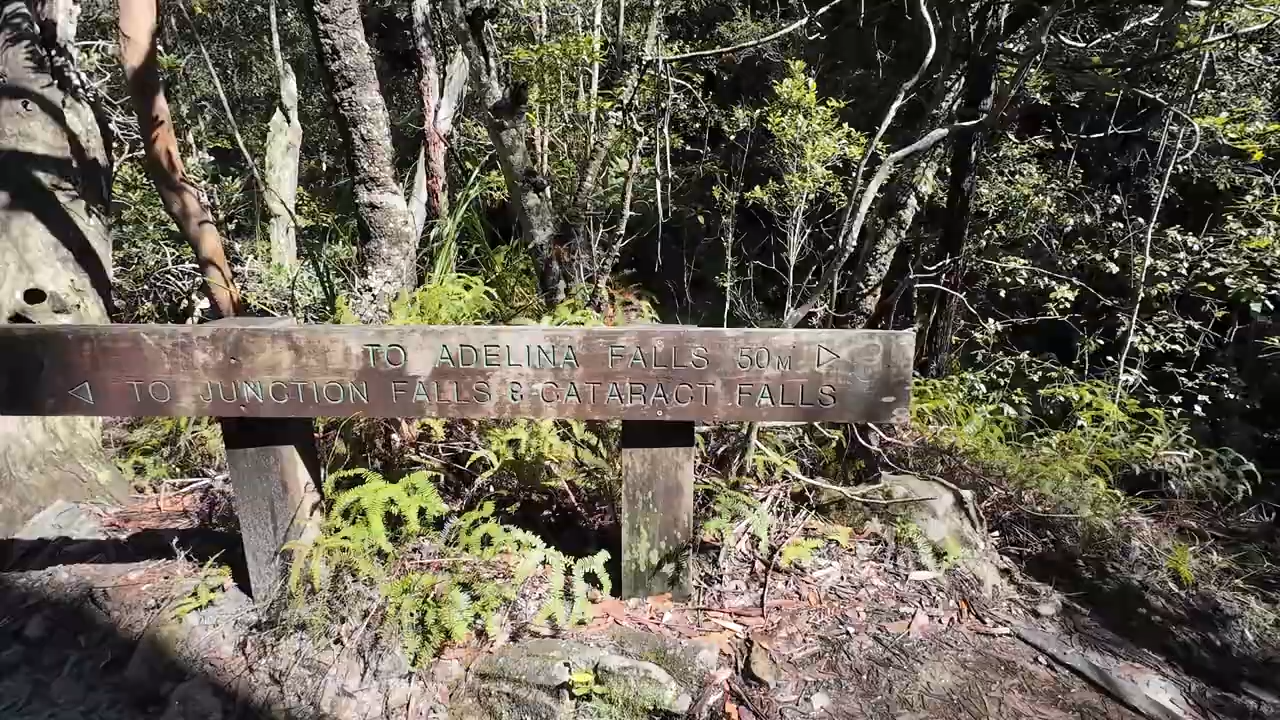 TO ADELINA FALLS 50M ▷
◁ TO JUNCTION FALLS & CATARACT FALLS